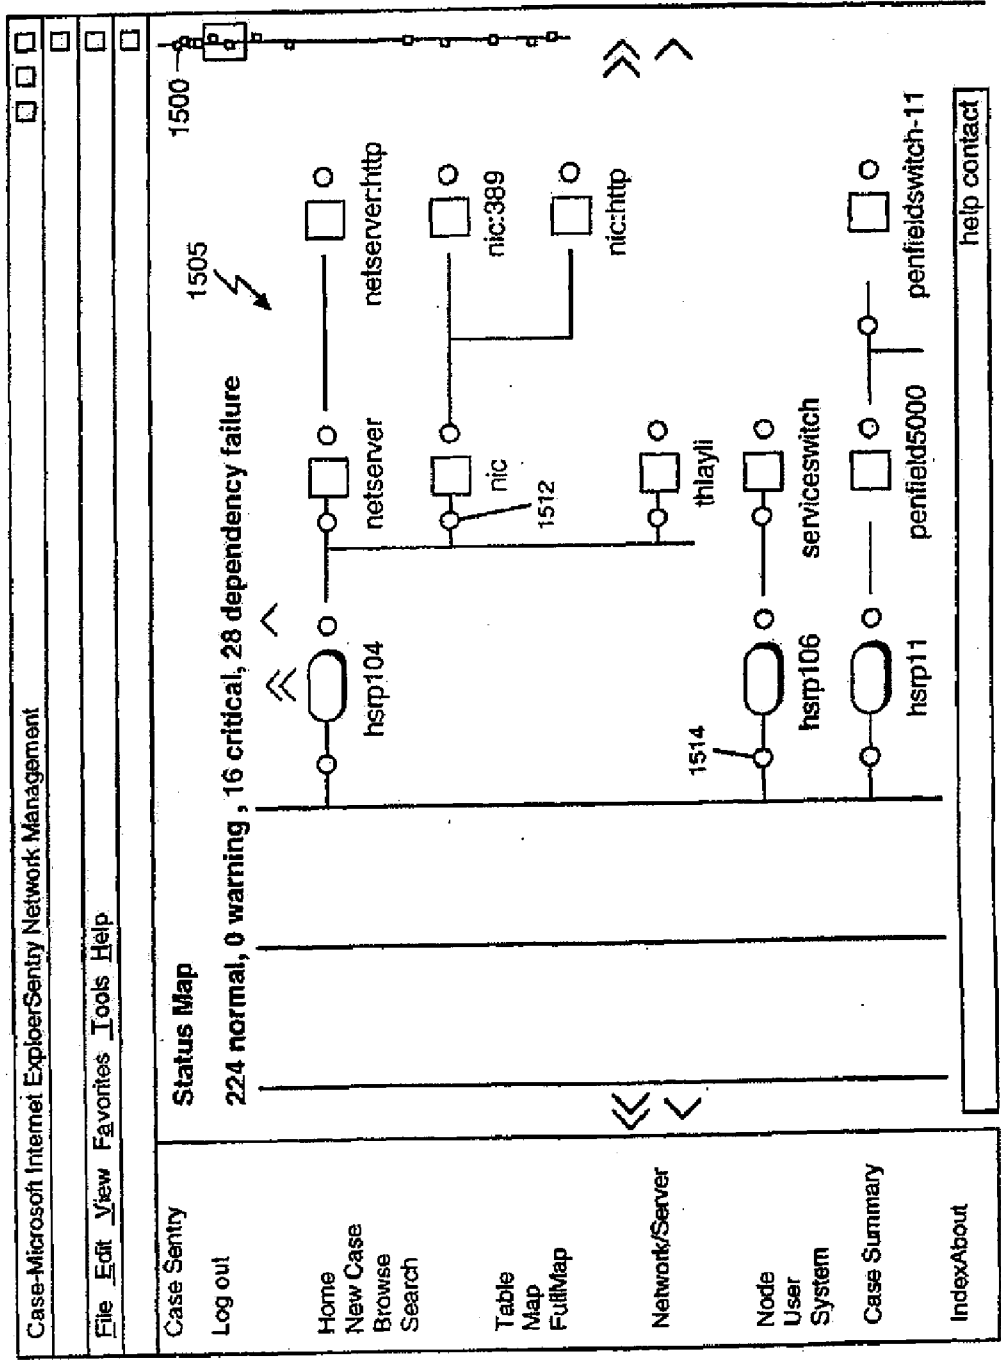 Case-Microsoft Internet ExploerSentry Network Management
File Edit View Favorites Tools Help
Case Sentry
Log out
Home
New Case
Browse
Search
Table
Map
FullMap
Network/Server
Node
User
System
Case Summary
IndexAbout
Status Map
224 normal, 0 warning , 16 critical, 28 dependency failure
1500
1505
hsrp104
netserver
netserver:http
nic
nic:389
1512
nic:http
thlayli
1514
hsrp106
serviceswitch
hsrp11
penfield5000
penfieldswitch-11
help contact